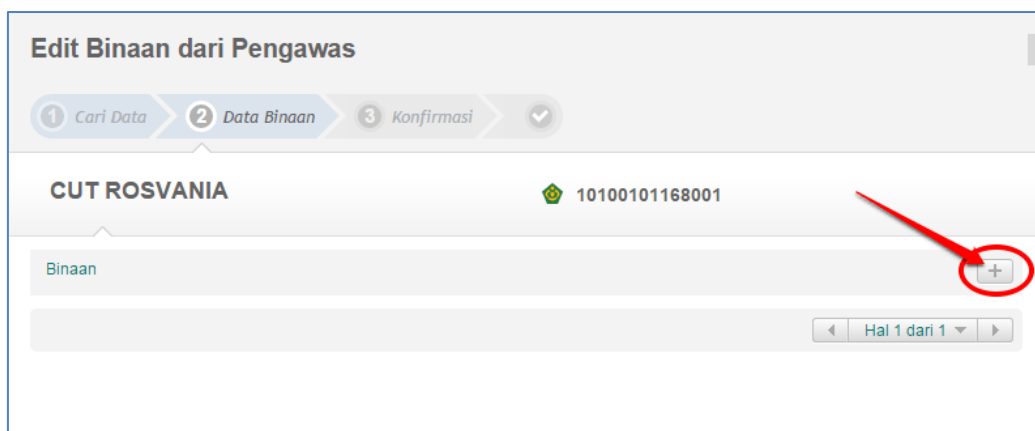 Edit Binaan dari Pengawas
1 Cari Data 2 Data Binaan 3 Konfirmasi
CUT ROSVANIA 10100101168001
Binaan +
Hal 1 dari 1